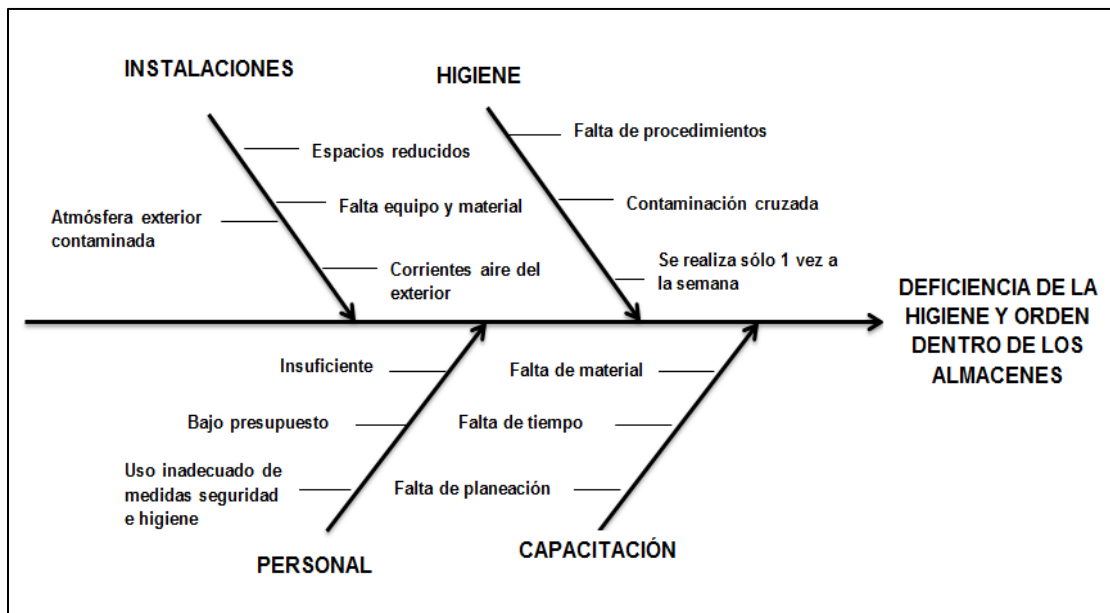 INSTALACIONES
HIGIENE
Espacios reducidos
Falta equipo y material
Atmósfera exterior
contaminada
Corrientes aire del
exterior
Falta de procedimientos
Contaminación cruzada
Se realiza sólo 1 vez a
la semana
DEFICIENCIA DE LA
HIGIENE Y ORDEN
DENTRO DE LOS
ALMACENES
Insuficiente
Bajo presupuesto
Uso inadecuado de
medidas seguridad
e higiene
PERSONAL
Falta de material
Falta de tiempo
Falta de planeación
CAPACITACIÓN